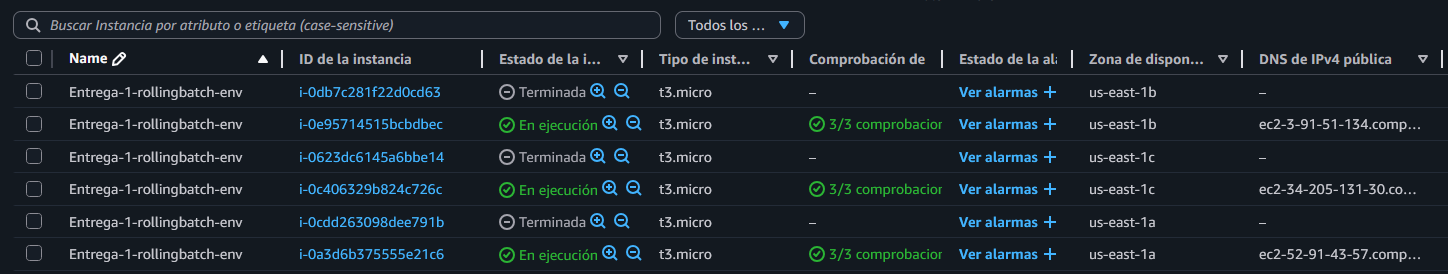 Buscar Instancia por atributo o etiqueta (case-sensitive) Todos los ...
Name ID de la instancia Estado de la i... Tipo de inst... Comprobación de Estado de la ala Zona de dispon... DNS de IPv4 pública
Entrega-1-rollingbatch-env i-0db7c281f22d0cd63 Terminada t3.micro – Ver alarmas + us-east-1b –
Entrega-1-rollingbatch-env i-0e95714515bcbdbec En ejecución t3.micro 3/3 comprobacion Ver alarmas + us-east-1b ec2-3-91-51-134.comp...
Entrega-1-rollingbatch-env i-0623dc6145a6bbe14 Terminada t3.micro – Ver alarmas + us-east-1c –
Entrega-1-rollingbatch-env i-0c406329b824c726c En ejecución t3.micro 3/3 comprobacion Ver alarmas + us-east-1c ec2-34-205-131-30.co...
Entrega-1-rollingbatch-env i-0cdd263098dee791b Terminada t3.micro – Ver alarmas + us-east-1a –
Entrega-1-rollingbatch-env i-0a3d6b375555e21c6 En ejecución t3.micro 3/3 comprobacion Ver alarmas + us-east-1a ec2-52-91-43-57.comp...